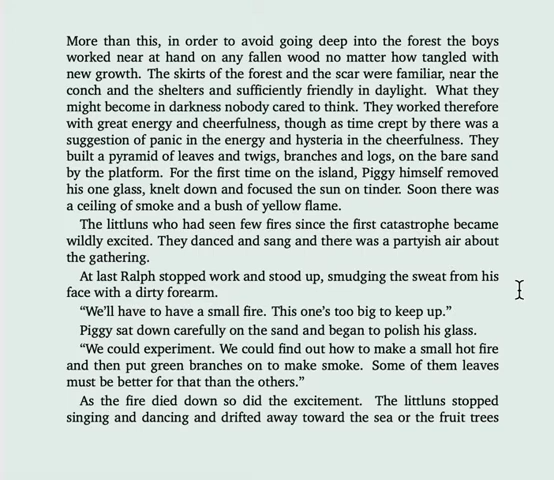 More than this, in order to avoid going deep into the forest the boys
worked near at hand on any fallen wood no matter how tangled with
new growth. The skirts of the forest and the scar were familiar, near the
conch and the shelters and sufficiently friendly in daylight. What they
might become in darkness nobody cared to think. They worked therefore
with great energy and cheerfulness, though as time crept by there was a
suggestion of panic in the energy and hysteria in the cheerfulness. They
built a pyramid of leaves and twigs, branches and logs, on the bare sand
by the platform. For the first time on the island, Piggy himself removed
his one glass, knelt down and focused the sun on tinder. Soon there was
a ceiling of smoke and a bush of yellow flame.
The littluns who had seen few fires since the first catastrophe became
wildly excited. They danced and sang and there was a partyish air about
the gathering.
At last Ralph stopped work and stood up, smudging the sweat from his
face with a dirty forearm.
“We’ll have to have a small fire. This one’s too big to keep up.”
Piggy sat down carefully on the sand and began to polish his glass.
“We could experiment. We could find out how to make a small hot fire
and then put green branches on to make smoke. Some of them leaves
must be better for that than the others.”
As the fire died down so did the excitement. The littluns stopped
singing and dancing and drifted away toward the sea or the fruit trees